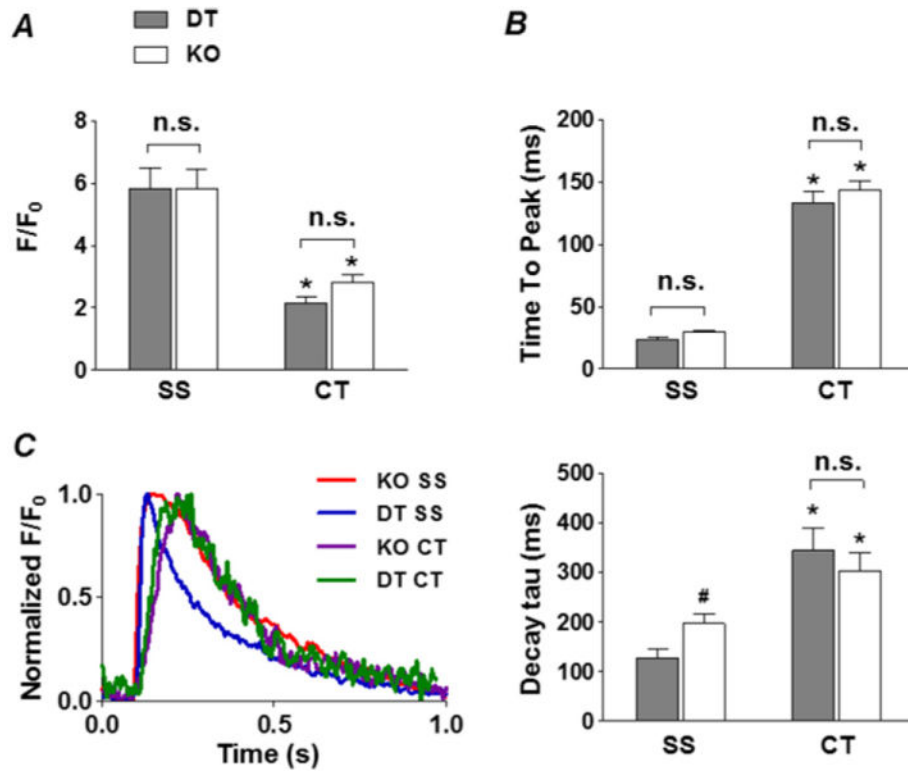 A
DT
KO
F/F0
8
6
4
2
0
n.s.
n.s.
*
*
SS
CT
B
Time To Peak (ms)
200
150
100
50
0
n.s.
n.s.
*
*
SS
CT
C
Normalized F/F0
1.0
0.5
0.0
KO SS
DT SS
KO CT
DT CT
0.0
0.5
1.0
Time (s)
Decay tau (ms)
500
400
300
200
100
0
#
n.s.
*
*
SS
CT